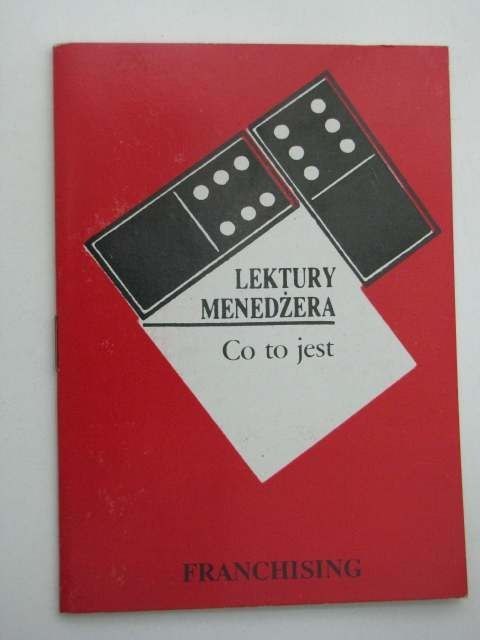 LEKTURY
MENEDŻERA
Co to jest
FRANCHISING